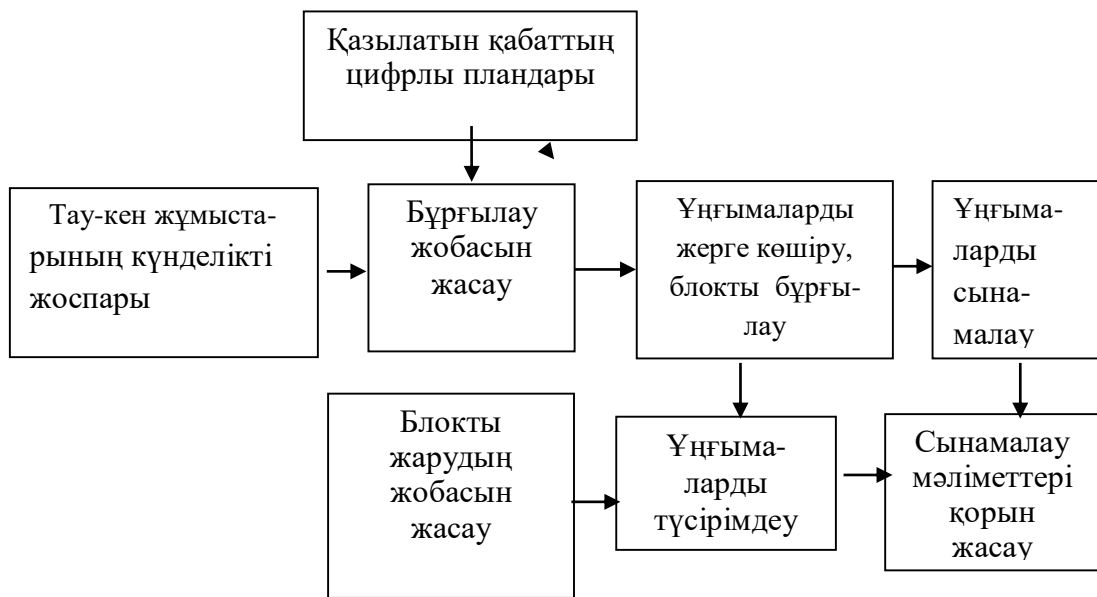 Қазылатын қабаттың
цифрлы пландары
Тау-кен жұмыста-
рының күнделікті
жоспары
Бұрғылау
жобасын
жасау
Ұңғымаларды
жерге көшіру,
блокты бұрғы-
лау
Ұңғыма-
ларды
сына-
малау
Блокты
жарудың
жобасын
жасау
Ұңғыма-
ларды
түсірімдеу
Сынамалау
мәліметтері
қорын
жасау